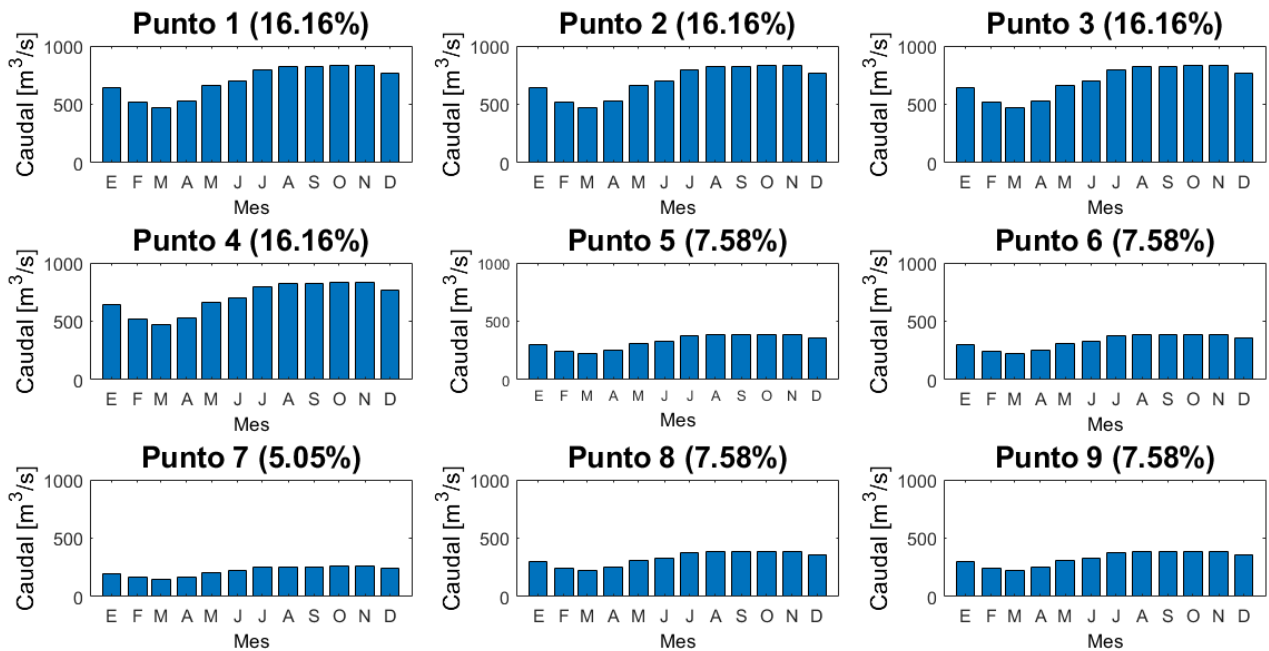 Punto 1 (16.16%)
Caudal [m³/s]
1000
500
0
E F M A M J J A S O N D
Mes
Punto 2 (16.16%)
Caudal [m³/s]
1000
500
0
E F M A M J J A S O N D
Mes
Punto 3 (16.16%)
Caudal [m³/s]
1000
500
0
E F M A M J J A S O N D
Mes
Punto 4 (16.16%)
Caudal [m³/s]
1000
500
0
E F M A M J J A S O N D
Mes
Punto 5 (7.58%)
Caudal [m³/s]
1000
500
0
E F M A M J J A S O N D
Mes
Punto 6 (7.58%)
Caudal [m³/s]
1000
500
0
E F M A M J J A S O N D
Mes
Punto 7 (5.05%)
Caudal [m³/s]
1000
500
0
E F M A M J J A S O N D
Mes
Punto 8 (7.58%)
Caudal [m³/s]
1000
500
0
E F M A M J J A S O N D
Mes
Punto 9 (7.58%)
Caudal [m³/s]
1000
500
0
E F M A M J J A S O N D
Mes